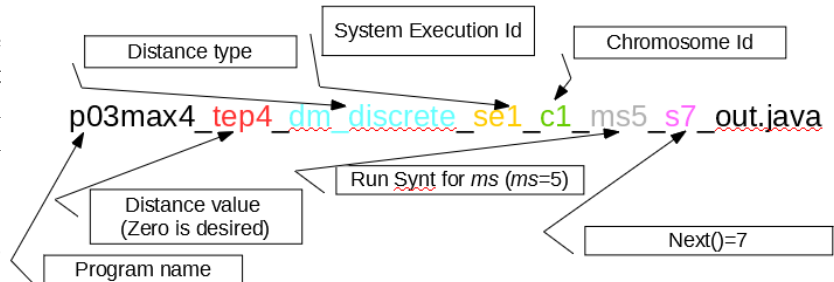 System Execution Id
Distance type
Chromosome Id
p03max4_tep4_dm_discrete_se1_c1_ms5_s7_out.java
Run Synt for ms (ms=5)
Distance value
(Zero is desired)
Next()=7
Program name